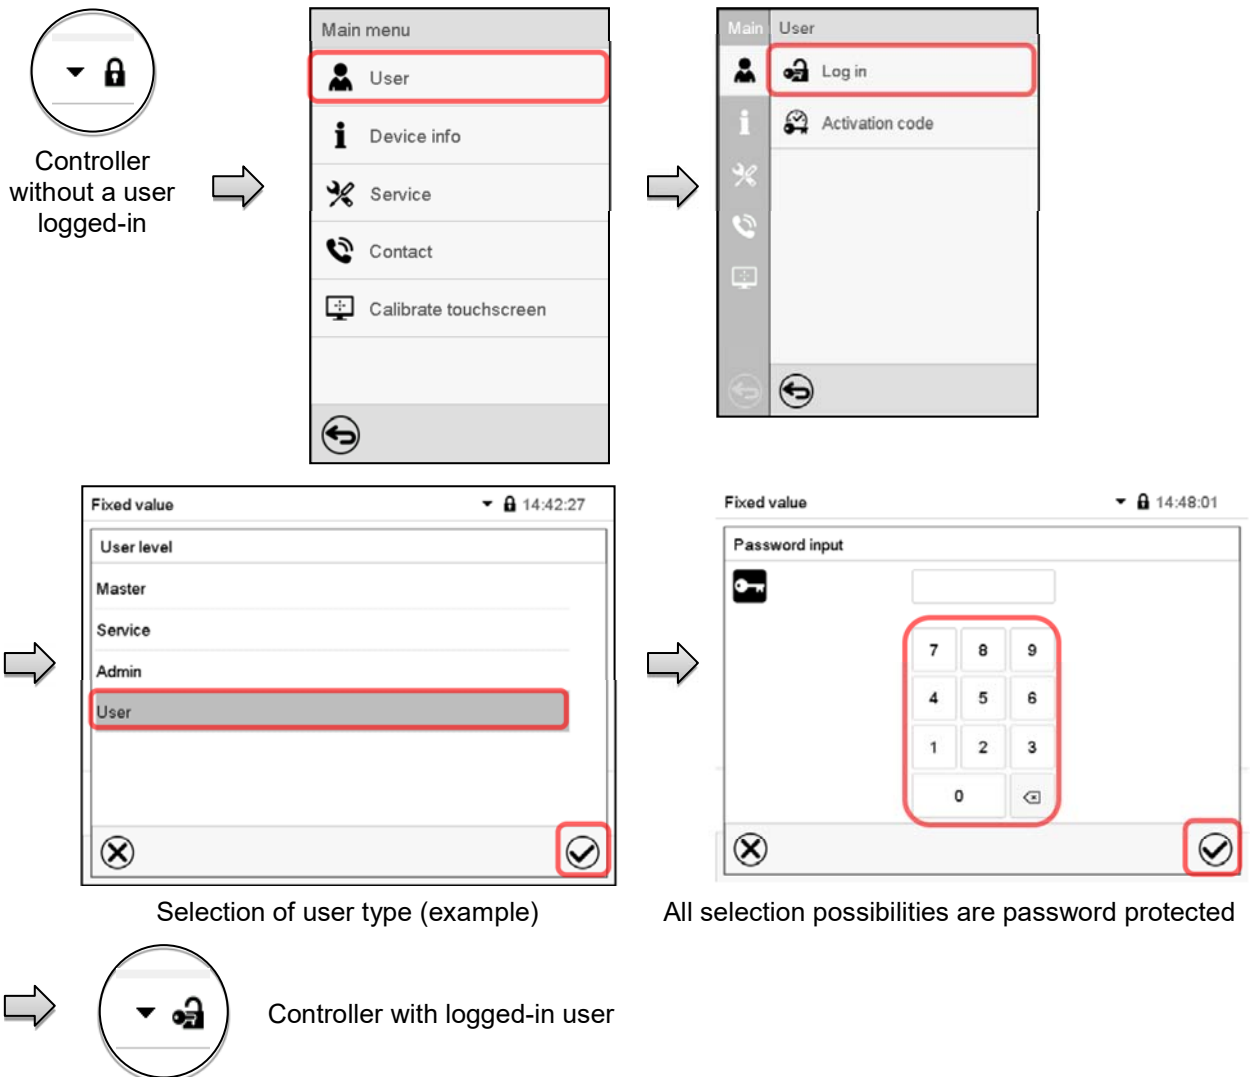 Controller
without a user
logged-in
Main menu
User
Device info
Service
Contact
Calibrate touchscreen
Main
User
Log in
Activation code
Fixed value
14:42:27
User level
Master
Service
Admin
User
Selection of user type (example)
Fixed value
14:48:01
Password input
7 8 9
4 5 6
1 2 3
0
All selection possibilities are password protected
Controller with logged-in user